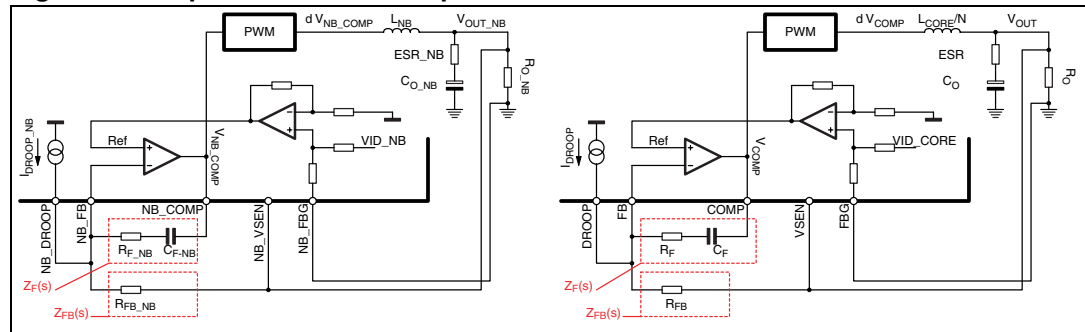 PWM
d V_NB_COMP
L_NB
V_OUT_NB
ESR_NB
C_O_NB
R_O_NB
I_DROOP_NB
Ref
V_NB_COMP
VID_NB
NB_DROOP
NB_FB
NB_COMP
NB_VSEN
NB_FBG
R_F_NB
C_F-NB
Z_F(s)
R_FB_NB
Z_FB(s)
PWM
d V_COMP
L_CORE/N
V_OUT
ESR
C_O
R_O
I_DROOP
Ref
V_COMP
VID_CORE
DROOP
FB
COMP
VSEN
FBG
R_F
C_F
Z_F(s)
R_FB
Z_FB(s)